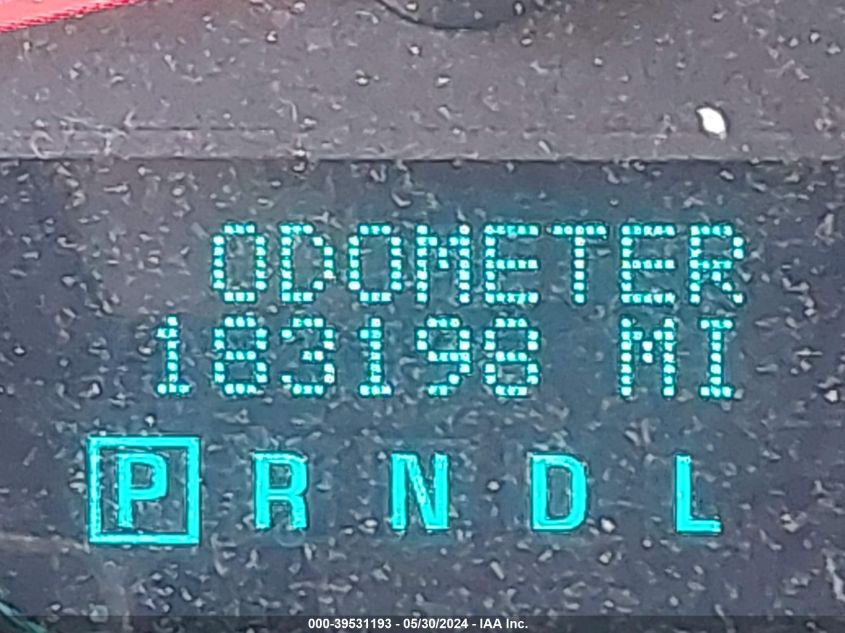 ODOMETER
183198 MI
P R N D L
000-39531193 - 05/30/2024 - IAA Inc.